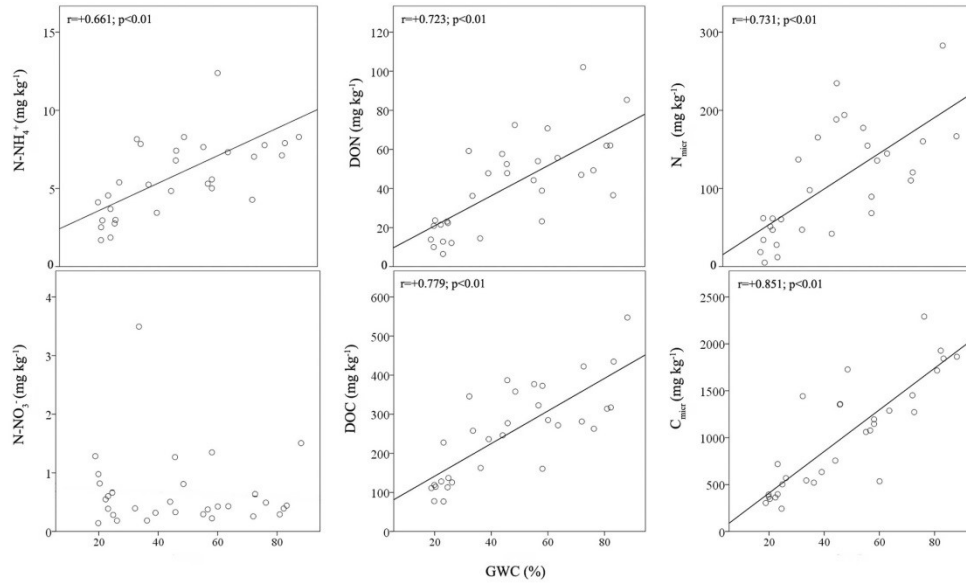 r=+0.661; p<0.01
N-NH₄⁺ (mg kg⁻¹)
15
10
5
0
r=+0.723; p<0.01
DON (mg kg⁻¹)
120
100
80
60
40
20
0
r=+0.731; p<0.01
N_micr (mg kg⁻¹)
300
200
100
0
N-NO₃⁻ (mg kg⁻¹)
4
3
2
1
0
20 40 60 80
r=+0.779; p<0.01
DOC (mg kg⁻¹)
600
500
400
300
200
100
0
20 40 60 80
r=+0.851; p<0.01
C_micr (mg kg⁻¹)
2500
2000
1500
1000
500
0
20 40 60 80
GWC (%)